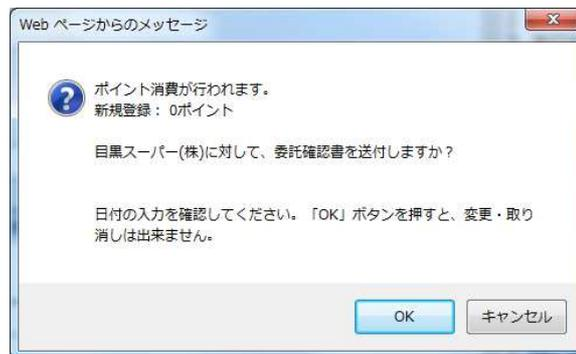 Web ページからのメッセージ
ポイント消費が行われます。
新規登録： 0ポイント
目黒スーパー(株)に対して、委託確認書を送付しますか？
日付の入力を確認してください。「OK」ボタンを押すと、変更・取り
消しは出来ません。
OK
キャンセル